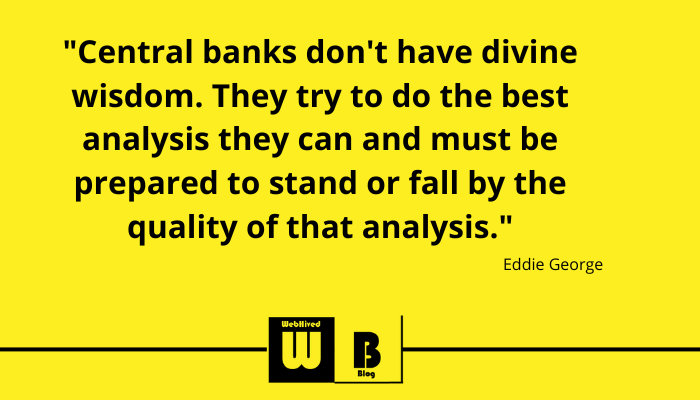 "Central banks don't have divine
wisdom. They try to do the best
analysis they can and must be
prepared to stand or fall by the
quality of that analysis."
Eddie George
WebHived
W B
Blog